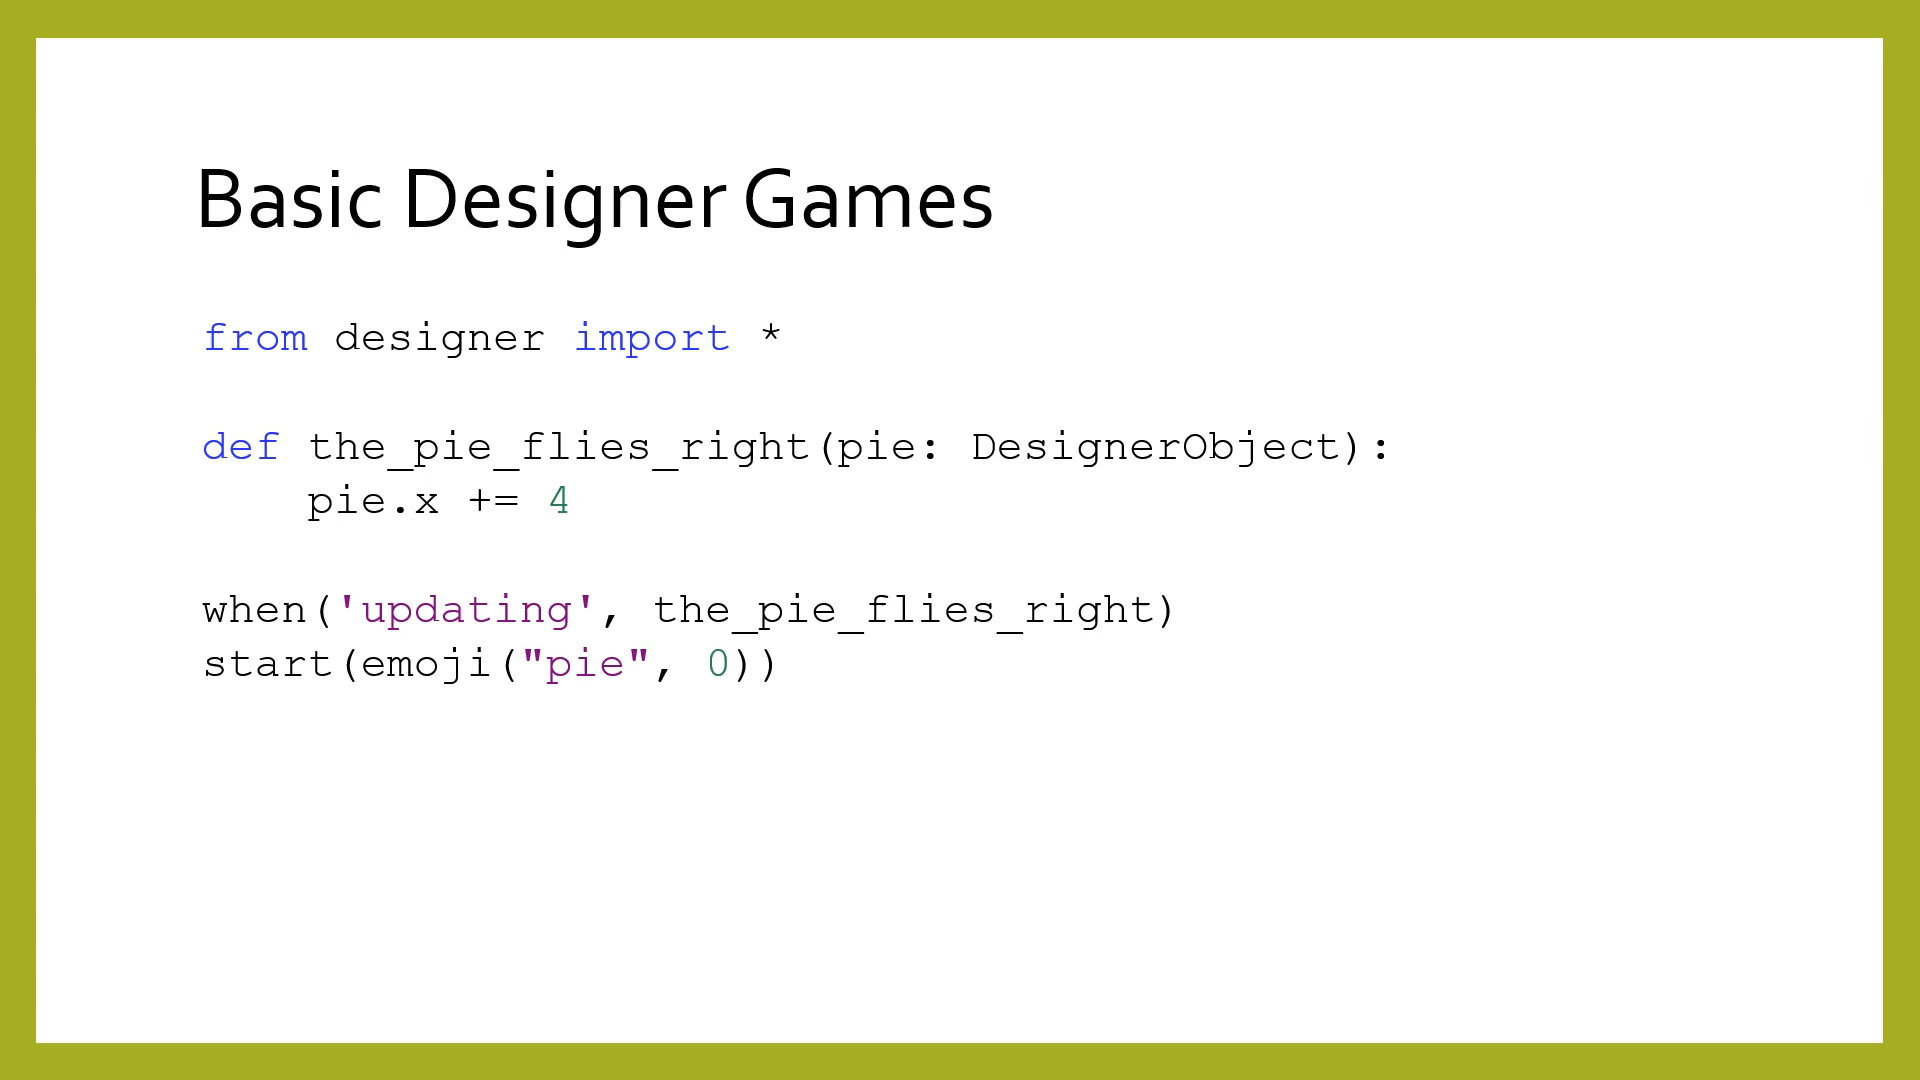 Basic Designer Games
from designer import *
def the_pie_flies_right(pie: DesignerObject):
    pie.x += 4
when('updating', the_pie_flies_right)
start(emoji("pie", 0))